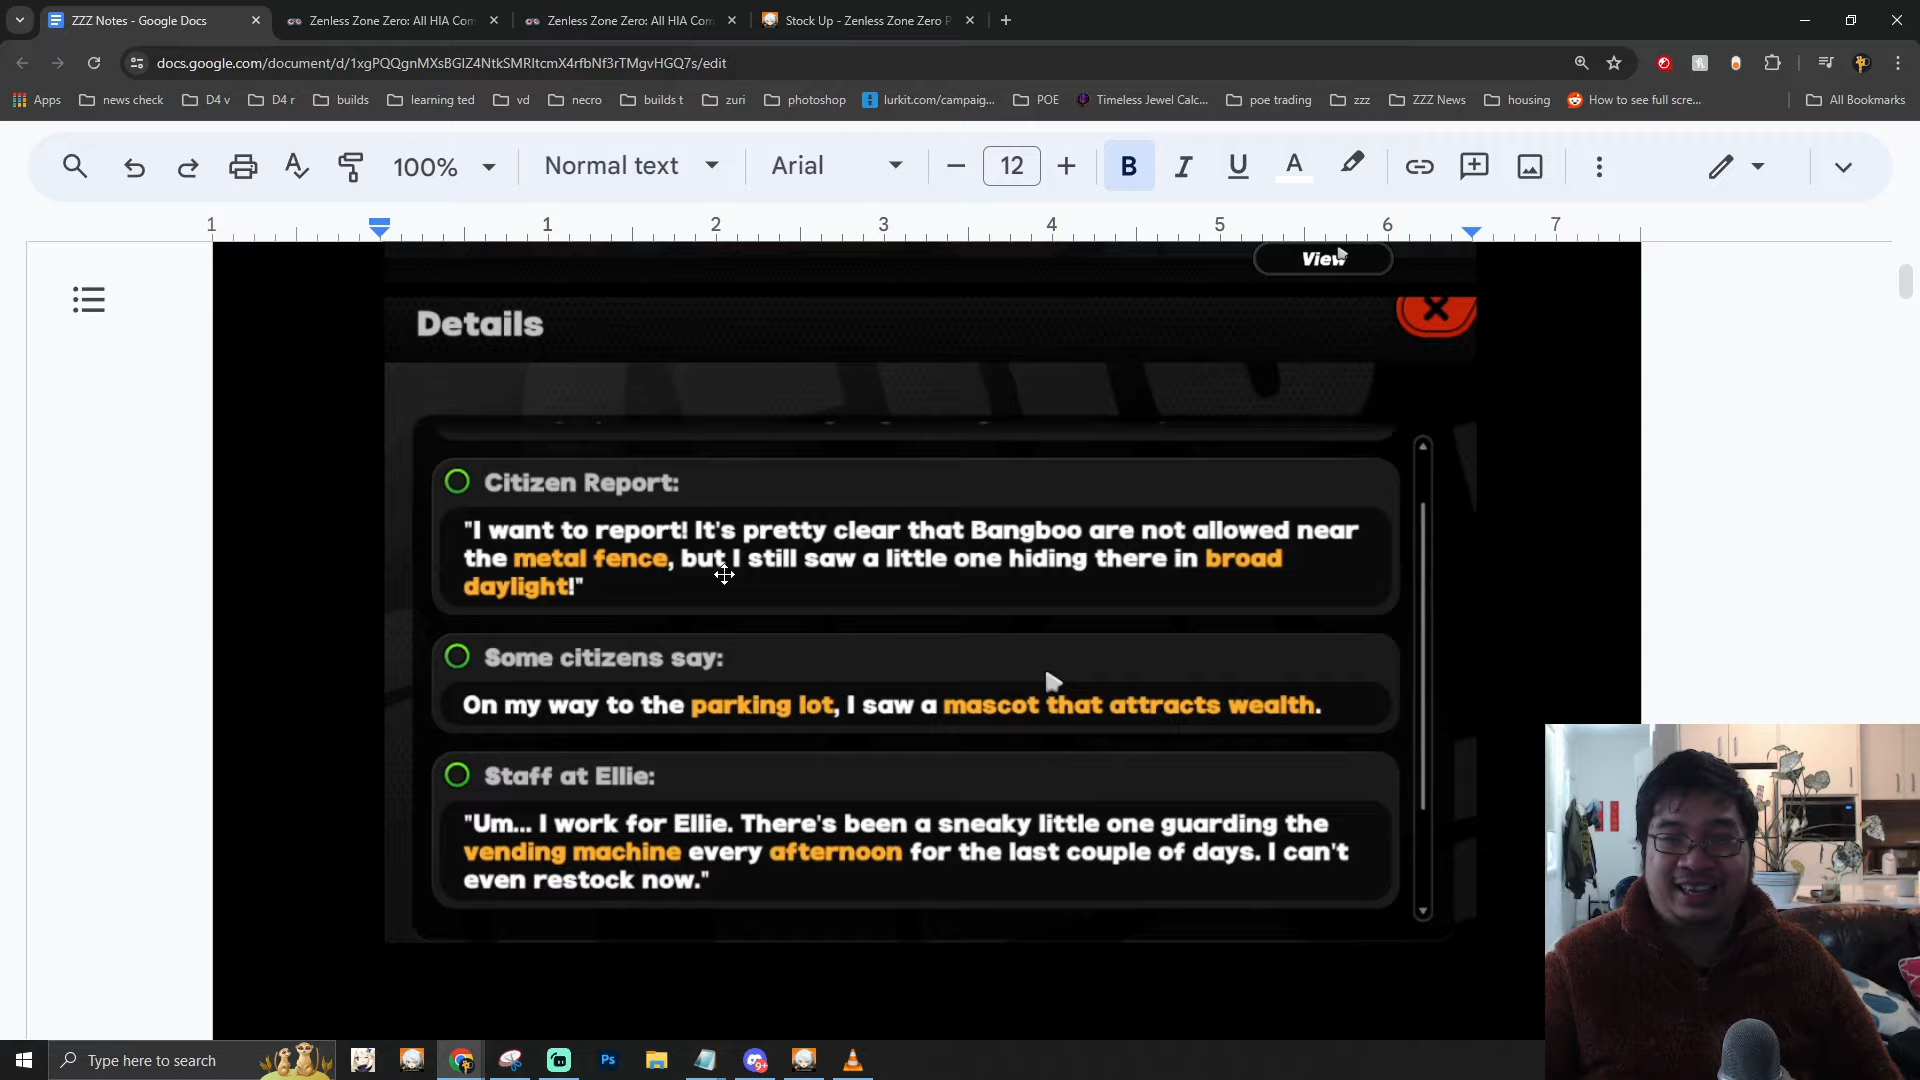 ZZZ Notes - Google Docs
Zenless Zone Zero: All HIA Com
Zenless Zone Zero: All HIA Com
Stock Up - Zenless Zone Zero P
docs.google.com/document/d/1xgPQQgnMXsBGIZ4NtkSMRItcmX4rfbNf3rTMgvHGQ7s/edit
Apps
news check
D4 v
D4 r
builds
learning ted
vd
necro
builds t
zuri
photoshop
lurkit.com/campaig...
POE
Timeless Jewel Calc...
poe trading
zzz
ZZZ News
housing
How to see full scre...
All Bookmarks
100%
Normal text
Arial
12
B
I
U
A
1 1 2 3 4 5 6 7
View
Details
Citizen Report:
"I want to report! It's pretty clear that Bangboo are not allowed near
the metal fence, but I still saw a little one hiding there in broad
daylight!"
Some citizens say:
On my way to the parking lot, I saw a mascot that attracts wealth.
Staff at Ellie:
"Um... I work for Ellie. There's been a sneaky little one guarding the
vending machine every afternoon for the last couple of days. I can't
even restock now."
Type here to search
Ps
9+